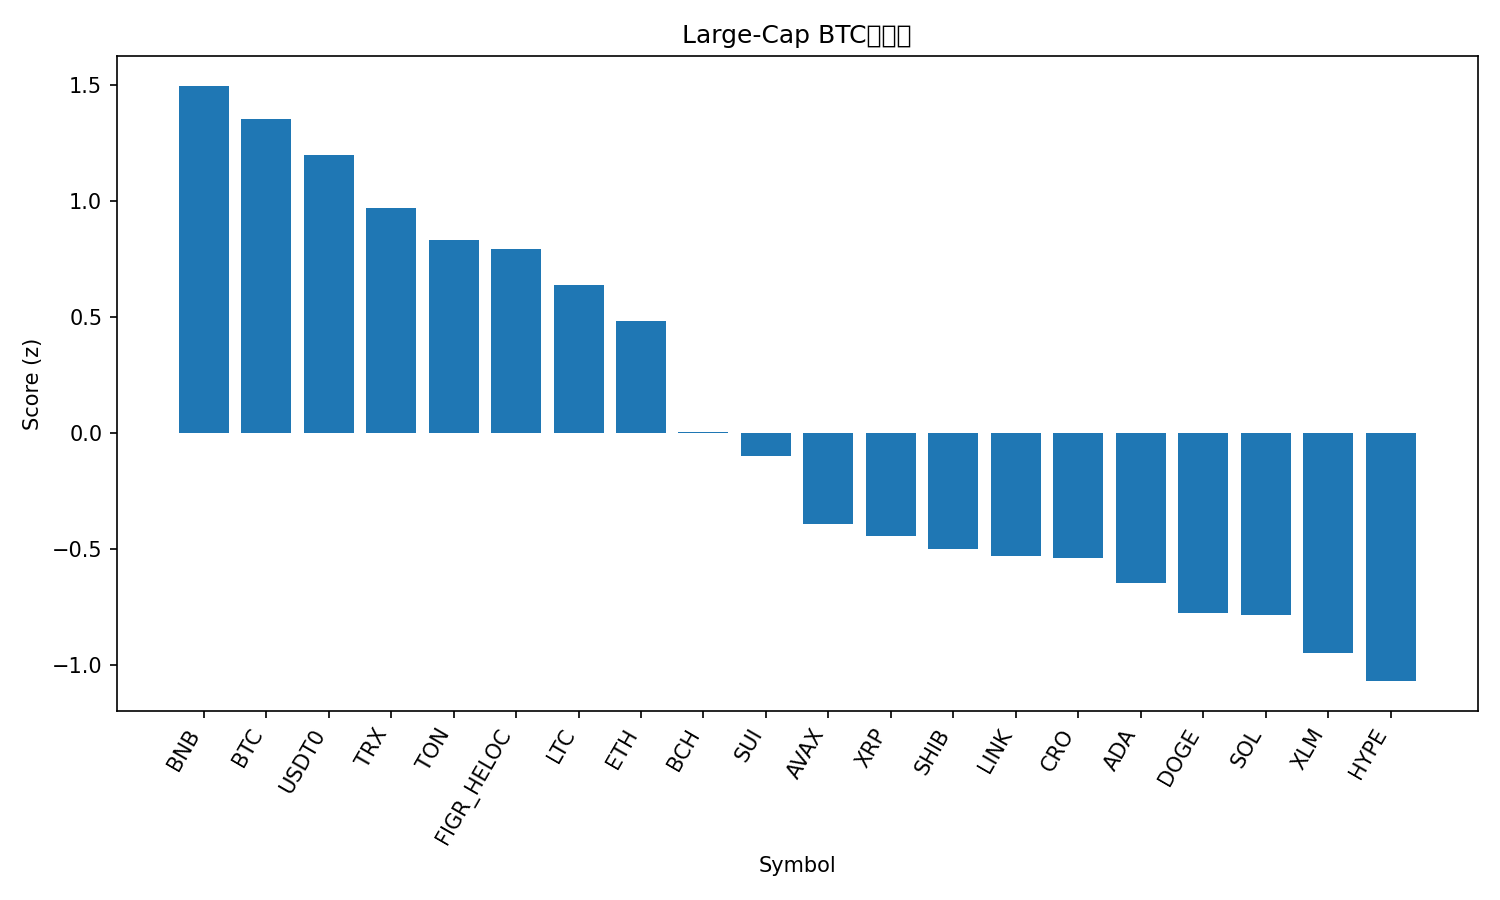 Large-Cap BTC
Score (z)
1.5
1.0
0.5
0.0
−0.5
−1.0
BNB
BTC
USDT0
TRX
TON
FIGR_HELOC
LTC
ETH
BCH
SUI
AVAX
XRP
SHIB
LINK
CRO
ADA
DOGE
SOL
XLM
HYPE
Symbol